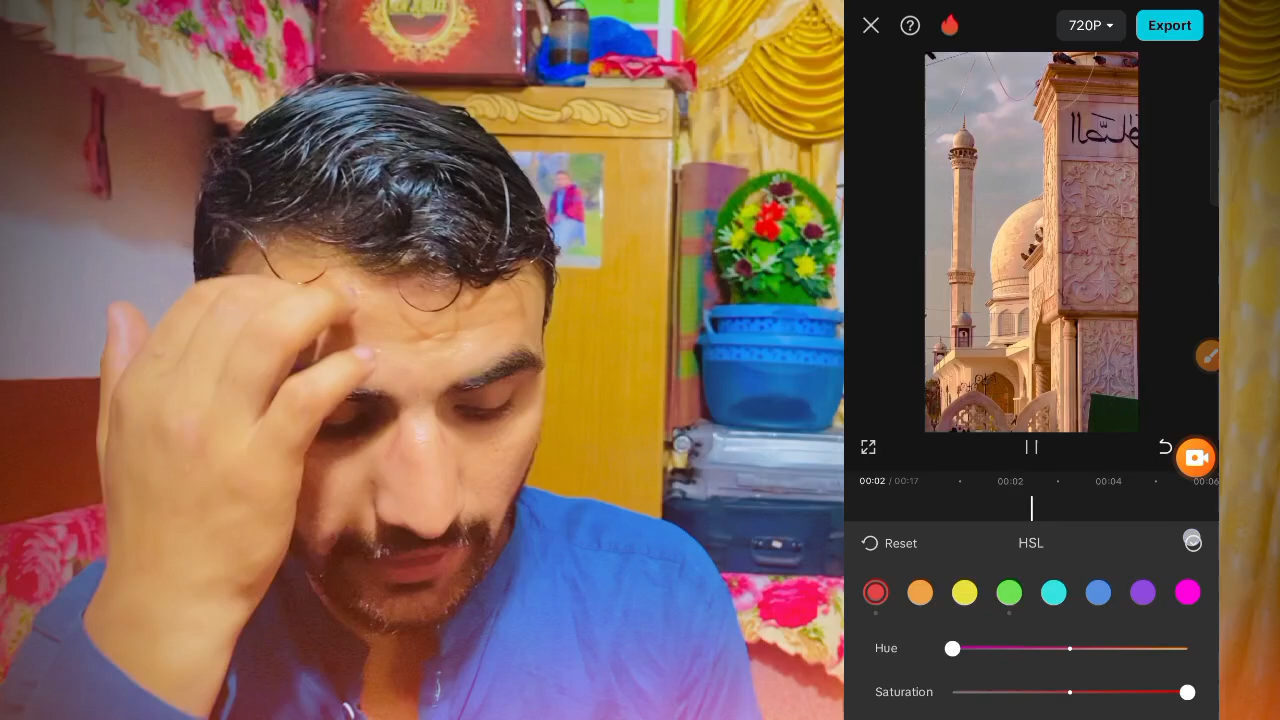 720P
Export
00:02 / 00:17
00:02
00:04
00:06
Reset
HSL
Hue
Saturation